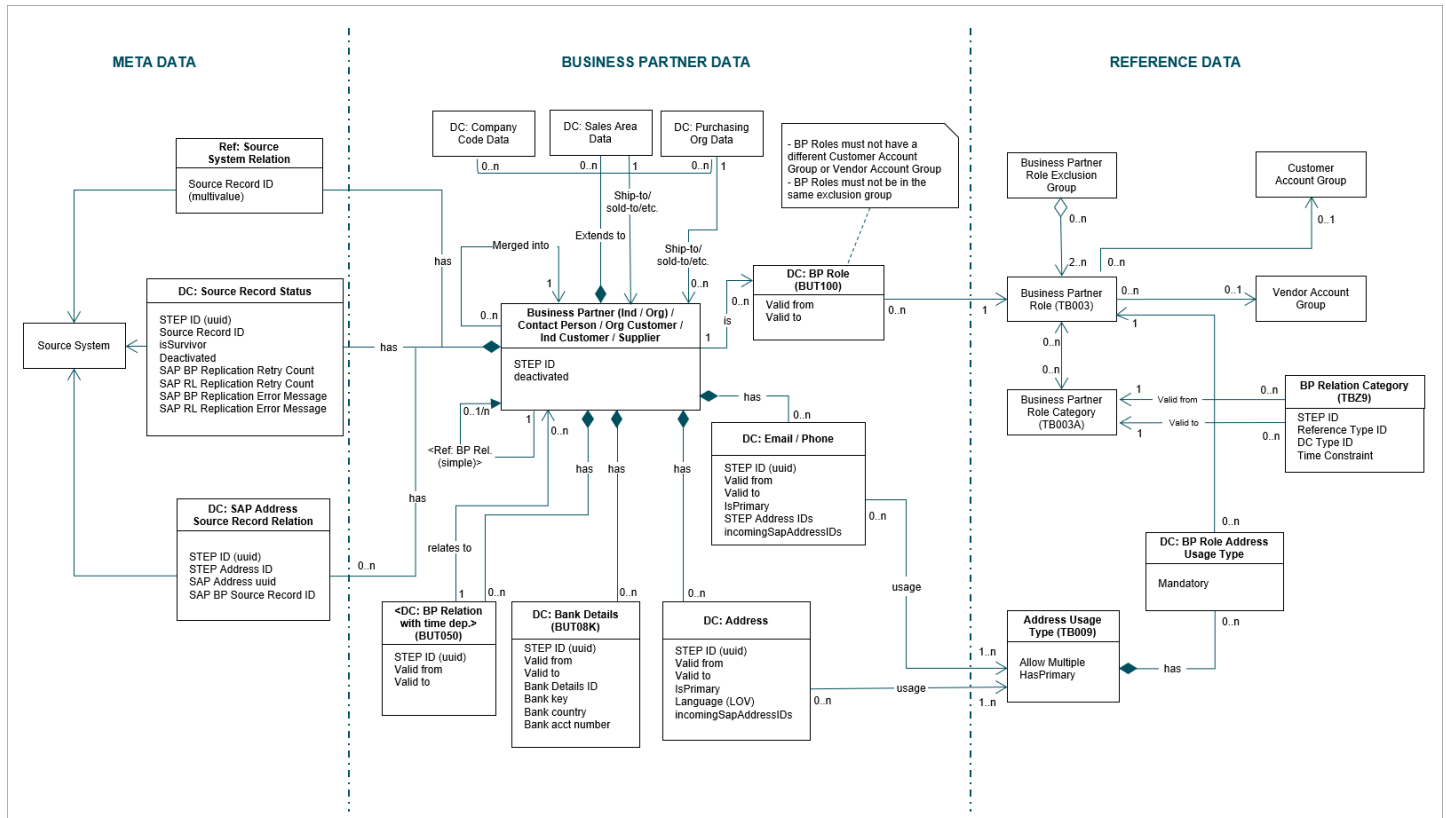 META DATA
BUSINESS PARTNER DATA
REFERENCE DATA
Ref: Source
System Relation
Source Record ID
(multivalue)
DC: Source Record Status
STEP ID (uuid)
Source Record ID
isSurvivor
Deactivated
SAP BP Replication Retry Count
SAP RL Replication Retry Count
SAP BP Replication Error Message
SAP RL Replication Error Message
Source System
DC: SAP Address
Source Record Relation
STEP ID (uuid)
STEP Address ID
SAP Address uuid
SAP BP Source Record ID
has
has
has
0..n
DC: Company
Code Data
DC: Sales Area
Data
DC: Purchasing
Org Data
0..n
0..n
1
0..n
1
Ship-to/
sold-to/etc.
Extends to
Ship-to/
sold-to/etc.
0..n
Merged into
1
0..n
- BP Roles must not have a
different Customer Account
Group or Vendor Account Group
- BP Roles must not be in the
same exclusion group
Business Partner (Ind / Org) /
Contact Person / Org Customer /
Ind Customer / Supplier
STEP ID
deactivated
1
is
0..n
DC: BP Role
(BUT100)
Valid from
Valid to
0..n
1
0..1/n
1
0..n
<Ref: BP Rel.
(simple)>
has
has
has
has
0..n
relates to
1
0..n
0..n
0..n
<DC: BP Relation
with time dep.>
(BUT050)
STEP ID (uuid)
Valid from
Valid to
DC: Bank Details
(BUT08K)
STEP ID (uuid)
Valid from
Valid to
Bank Details ID
Bank key
Bank country
Bank acct number
DC: Address
STEP ID (uuid)
Valid from
Valid to
IsPrimary
Language (LOV)
incomingSapAddressIDs
DC: Email / Phone
STEP ID (uuid)
Valid from
Valid to
IsPrimary
STEP Address IDs
incomingSapAddressIDs
0..n
usage
1..n
0..n
usage
1..n
Business Partner
Role Exclusion
Group
0..n
2..n
Customer
Account Group
0..1
0..n
Business Partner
Role (TB003)
0..n
0..1
Vendor Account
Group
1
0..n
0..n
Business Partner
Role Category
(TB003A)
1
Valid from
0..n
1
Valid to
0..n
BP Relation Category
(TBZ9)
STEP ID
Reference Type ID
DC Type ID
Time Constraint
0..n
DC: BP Role Address
Usage Type
Mandatory
0..n
Address Usage
Type (TB009)
Allow Multiple
HasPrimary
has